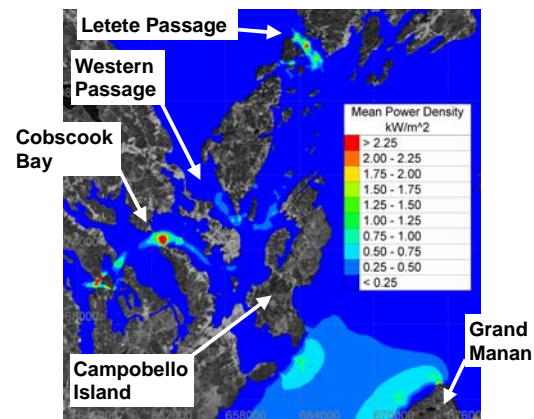 Letete Passage
Western
Passage
Cobscook
Bay
Mean Power Density
kW/m^2
> 2.25
2.00 - 2.25
1.75 - 2.00
1.50 - 1.75
1.25 - 1.50
1.00 - 1.25
0.75 - 1.00
0.50 - 0.75
0.25 - 0.50
< 0.25
Grand
Manan
Campobello
Island
658000 664000